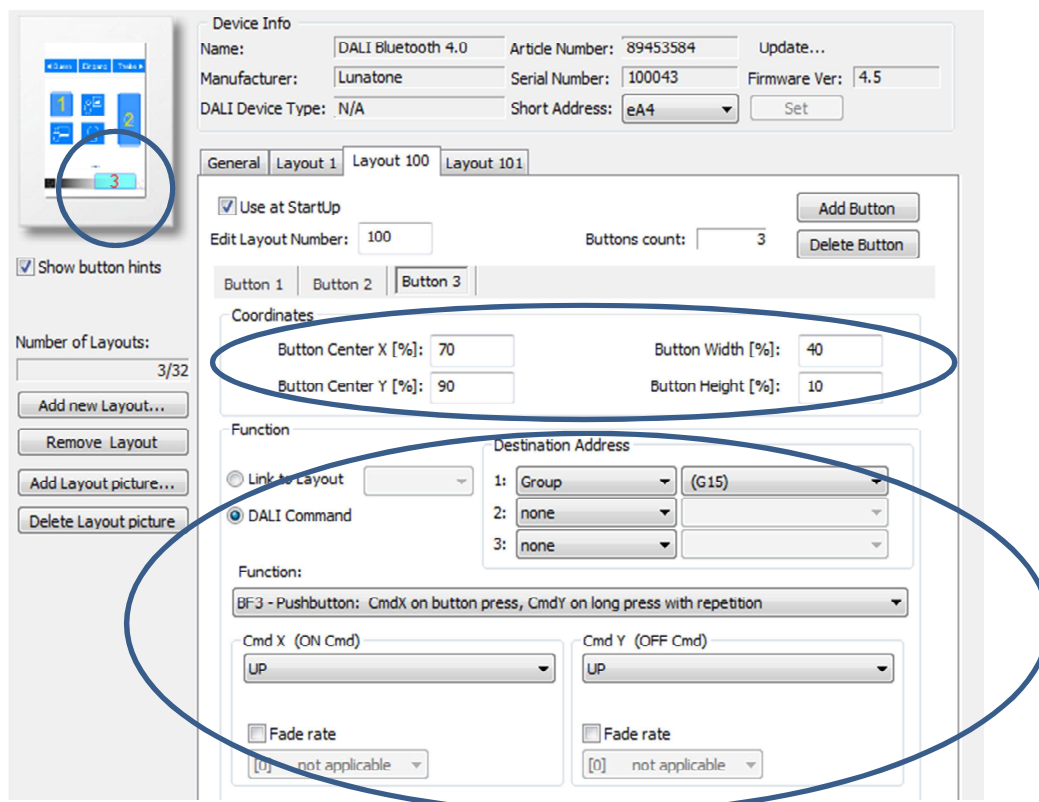 Device Info
Name: DALI Bluetooth 4.0 Article Number: 89453584 Update...
Manufacturer: Lunatone Serial Number: 100043 Firmware Ver: 4.5
DALI Device Type: N/A Short Address: eA4 Set
Eingang
1
2
3
General Layout 1 Layout 100 Layout 101
Use at StartUp Add Button
Edit Layout Number: 100 Buttons count: 3 Delete Button
Show button hints
Button 1 Button 2 Button 3
Coordinates
Number of Layouts:
3/32
Button Center X [%]: 70 Button Width [%]: 40
Button Center Y [%]: 90 Button Height [%]: 10
Add new Layout...
Remove Layout
Add Layout picture...
Delete Layout picture
Function
Destination Address
Link to Layout 1: Group (G15)
DALI Command 2: none
3: none
Function:
BF3 - Pushbutton: CmdX on button press, CmdY on long press with repetition
Cmd X (ON Cmd) Cmd Y (OFF Cmd)
UP UP
Fade rate Fade rate
[0] not applicable [0] not applicable